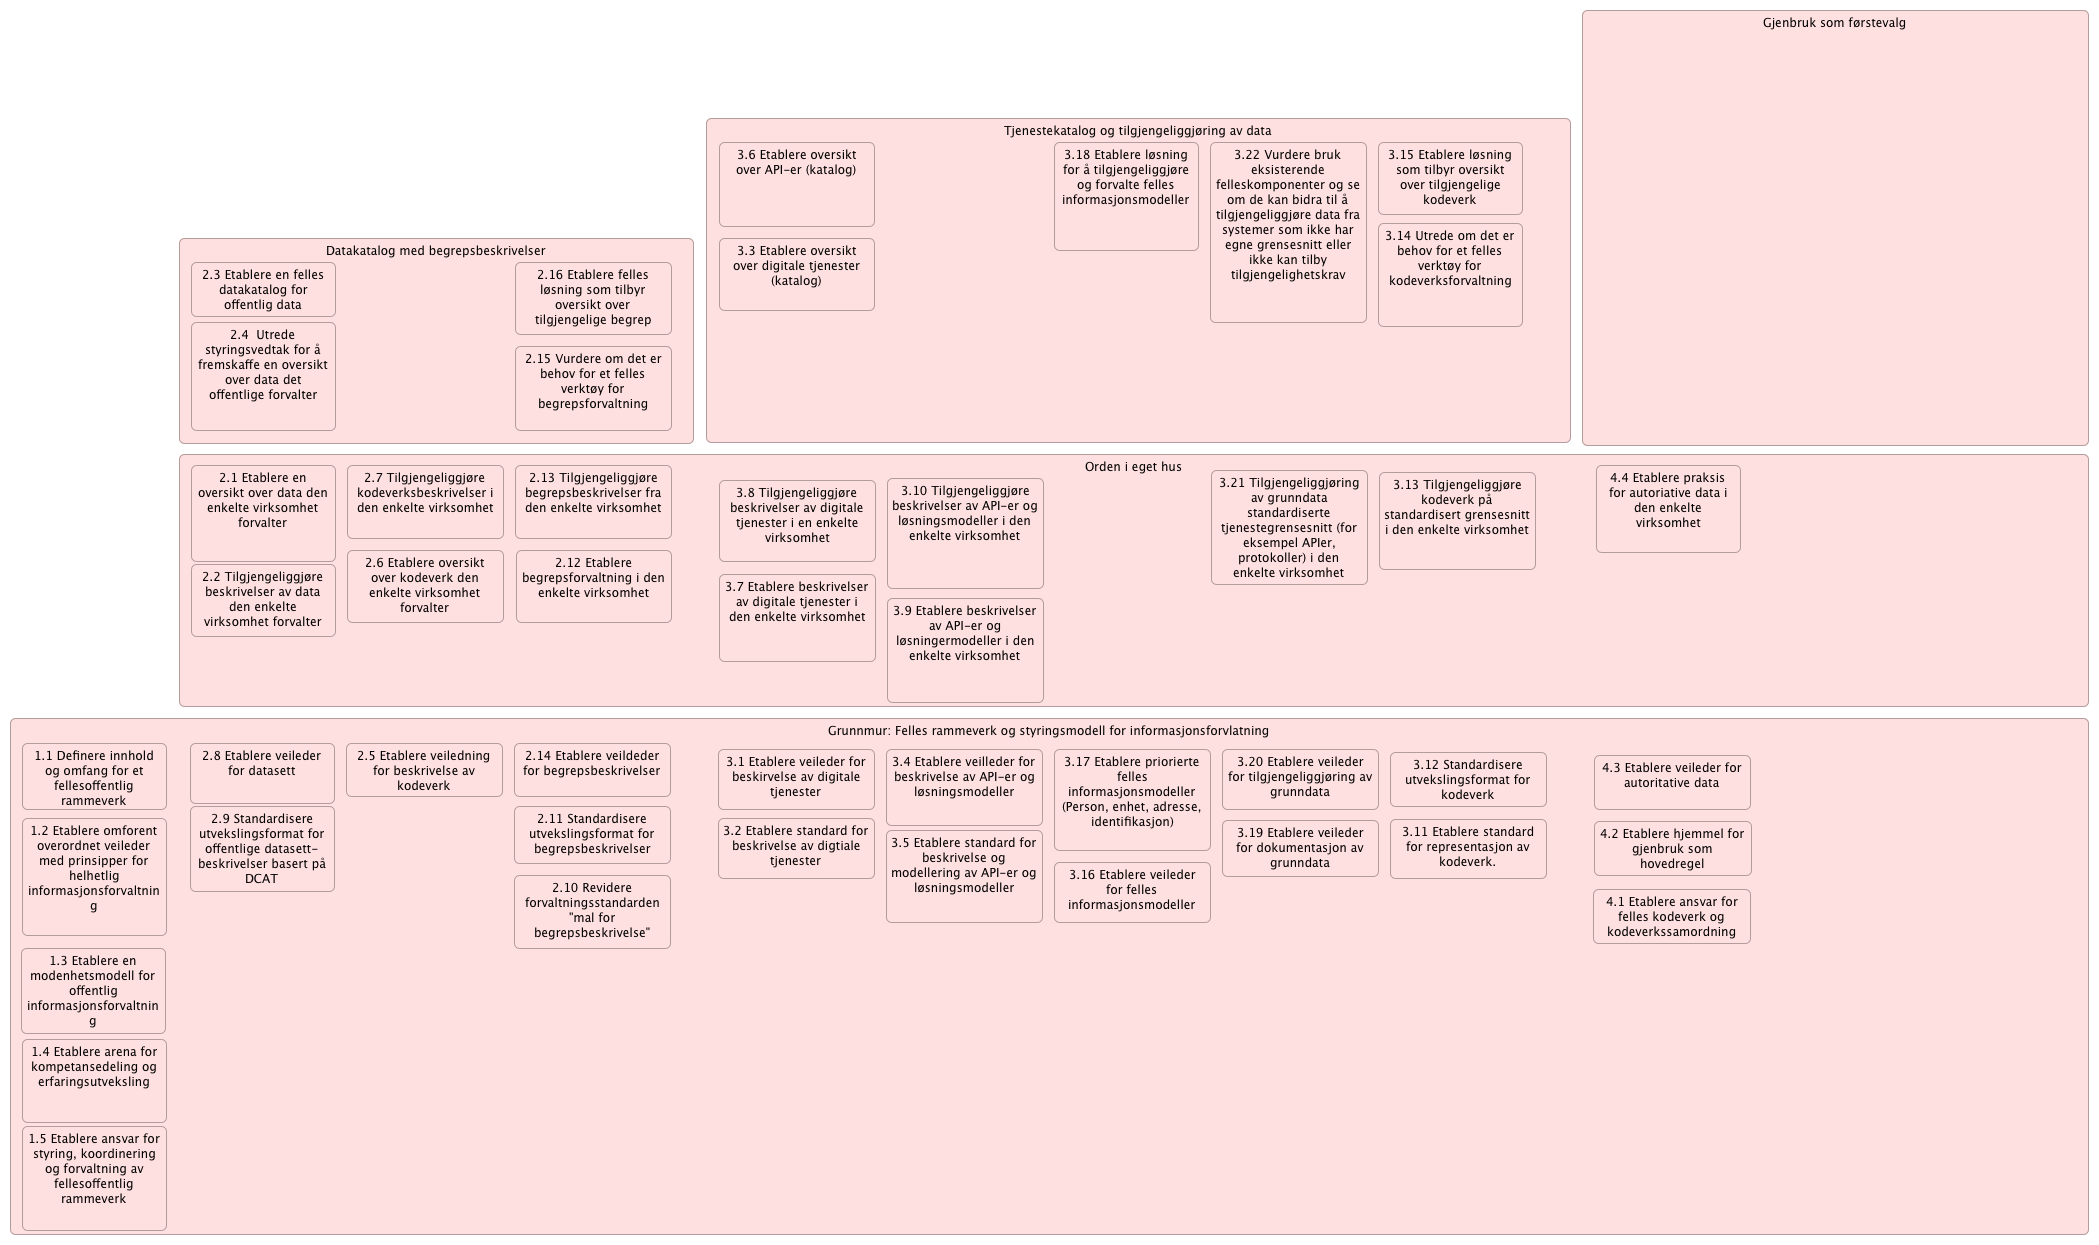 Gjenbruk som førstevalg
Tjenestekatalog og tilgjengeliggjøring av data
3.6 Etablere oversikt
over API-er (katalog)
3.3 Etablere oversikt
over digitale tjenester
(katalog)
3.18 Etablere løsning
for å tilgjengeliggjøre
og forvalte felles
informasjonsmodeller
3.22 Vurdere bruk
eksisterende
felleskomponenter og se
om de kan bidra til å
tilgjengeliggjøre data fra
systemer som ikke har
egne grensesnitt eller
ikke kan tilby
tilgjengelighetskrav
3.15 Etablere løsning
som tilbyr oversikt
over tilgjengelige
kodeverk
3.14 Utrede om det er
behov for et felles
verktøy for
kodeverksforvaltning
Datakatalog med begrepsbeskrivelser
2.3 Etablere en felles
datakatalog for
offentlig data
2.4  Utrede
styringsvedtak for å
fremskaffe en oversikt
over data det
offentlige forvalter
2.16 Etablere felles
løsning som tilbyr
oversikt over
tilgjengelige begrep
2.15 Vurdere om det er
behov for et felles
verktøy for
begrepsforvaltning
Orden i eget hus
2.1 Etablere en
oversikt over data den
enkelte virksomhet
forvalter
2.2 Tilgjengeliggjøre
beskrivelser av data
den enkelte
virksomhet forvalter
2.7 Tilgjengeliggjøre
kodeverksbeskrivelser i
den enkelte virksomhet
2.6 Etablere oversikt
over kodeverk den
enkelte virksomhet
forvalter
2.13 Tilgjengeliggjøre
begrepsbeskrivelser fra
den enkelte virksomhet
2.12 Etablere
begrepsforvaltning i den
enkelte virksomhet
3.8 Tilgjengeliggjøre
beskrivelser av digitale
tjenester i en enkelte
virksomhet
3.7 Etablere beskrivelser
av digitale tjenester i
den enkelte virksomhet
3.10 Tilgjengeliggjøre
beskrivelser av API-er og
løsningsmodeller i den
enkelte virksomhet
3.9 Etablere beskrivelser
av API-er og
løsningermodeller i den
enkelte virksomhet
3.21 Tilgjengeliggjøring
av grunndata
standardiserte
tjenestegrensesnitt (for
eksempel APIer,
protokoller) i den
enkelte virksomhet
3.13 Tilgjengeliggjøre
kodeverk på
standardisert grensesnitt
i den enkelte virksomhet
4.4 Etablere praksis
for autoriative data i
den enkelte
virksomhet
Grunnmur: Felles rammeverk og styringsmodell for informasjonsforvlatning
1.1 Definere innhold
og omfang for et
fellesoffentlig
rammeverk
1.2 Etablere omforent
overordnet veileder
med prinsipper for
helhetlig
informasjonsforvaltnin
g
1.3 Etablere en
modenhetsmodell for
offentlig
informasjonsforvaltnin
g
1.4 Etablere arena for
kompetansedeling og
erfaringsutveksling
1.5 Etablere ansvar for
styring, koordinering
og forvaltning av
fellesoffentlig
rammeverk
2.8 Etablere veileder
for datasett
2.9 Standardisere
utvekslingsformat for
offentlige datasett-
beskrivelser basert på
DCAT
2.5 Etablere veiledning
for beskrivelse av
kodeverk
2.14 Etablere veildeder
for begrepsbeskrivelser
2.11 Standardisere
utvekslingsformat for
begrepsbeskrivelser
2.10 Revidere
forvaltningsstandarden
"mal for
begrepsbeskrivelse"
3.1 Etablere veileder for
beskirvelse av digitale
tjenester
3.2 Etablere standard for
beskrivelse av digtiale
tjenester
3.4 Etablere veilleder for
beskrivelse av API-er og
løsningsmodeller
3.5 Etablere standard for
beskrivelse og
modellering av API-er og
løsningsmodeller
3.17 Etablere priorierte
felles
informasjonsmodeller
(Person, enhet, adresse,
identifikasjon)
3.16 Etablere veileder
for felles
informasjonsmodeller
3.20 Etablere veileder
for tilgjengeliggjøring av
grunndata
3.19 Etablere veileder
for dokumentasjon av
grunndata
3.12 Standardisere
utvekslingsformat for
kodeverk
3.11 Etablere standard
for representasjon av
kodeverk.
4.3 Etablere veileder for
autoritative data
4.2 Etablere hjemmel for
gjenbruk som
hovedregel
4.1 Etablere ansvar for
felles kodeverk og
kodeverkssamordning